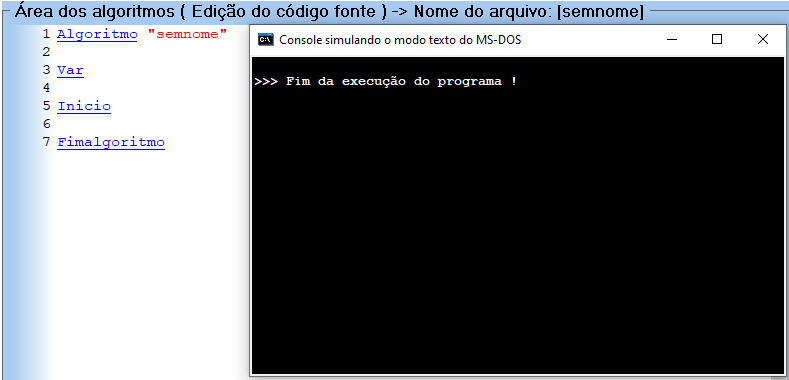 Área dos algoritmos ( Edição do código fonte ) -> Nome do arquivo: [semnome]
1 Algoritmo "semnome"
2
3 Var
4
5 Inicio
6
7 Fimalgoritmo
C:\ Console simulando o modo texto do MS-DOS
>>> Fim da execução do programa !